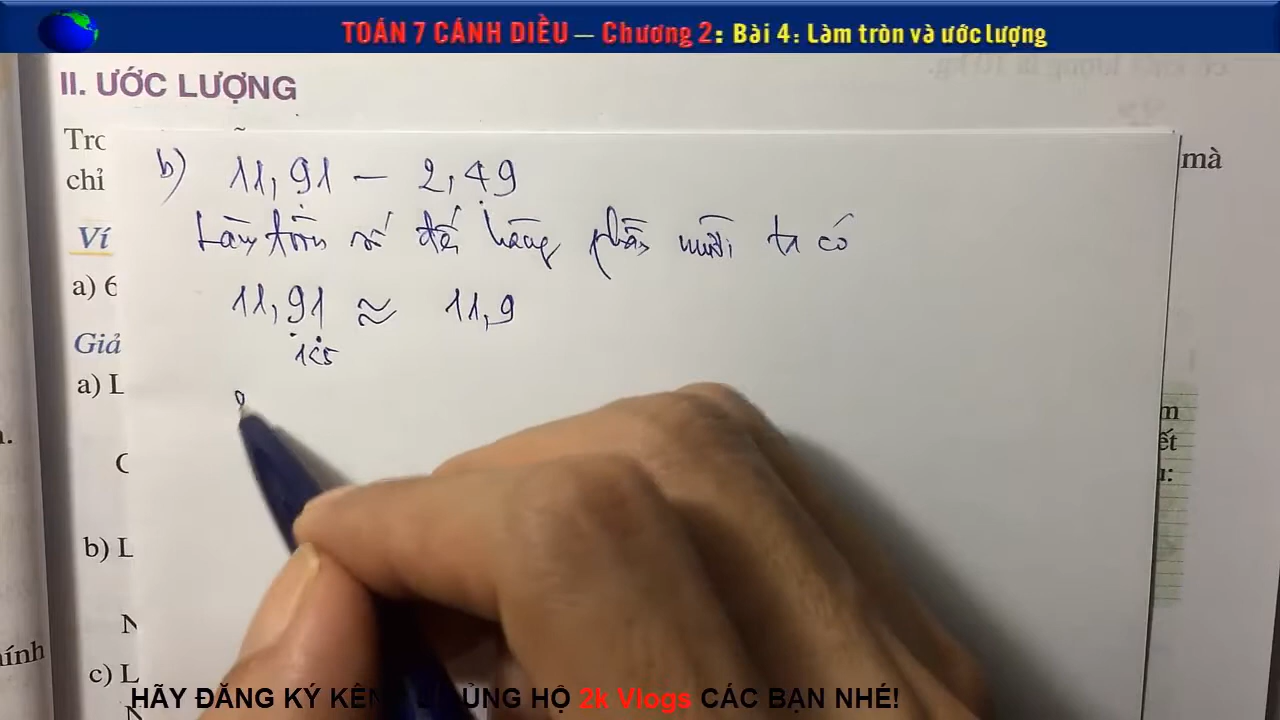 TOÁN 7 CÁNH DIỀU — Chương 2: Bài 4: Làm tròn và ước lượng
II. ƯỚC LƯỢNG
Trc
mà
chỉ
b) 11,91 — 2,49
Ví
Làm tròn số đến hàng phần mười ta có
a) 6
11,91 ≈ 11,9
Giả
1<5
a) L
m
ết
b) L
ính
c) L
HÃY ĐĂNG KÝ KÊN ỦNG HỘ 2k Vlogs CÁC BẠN NHÉ!